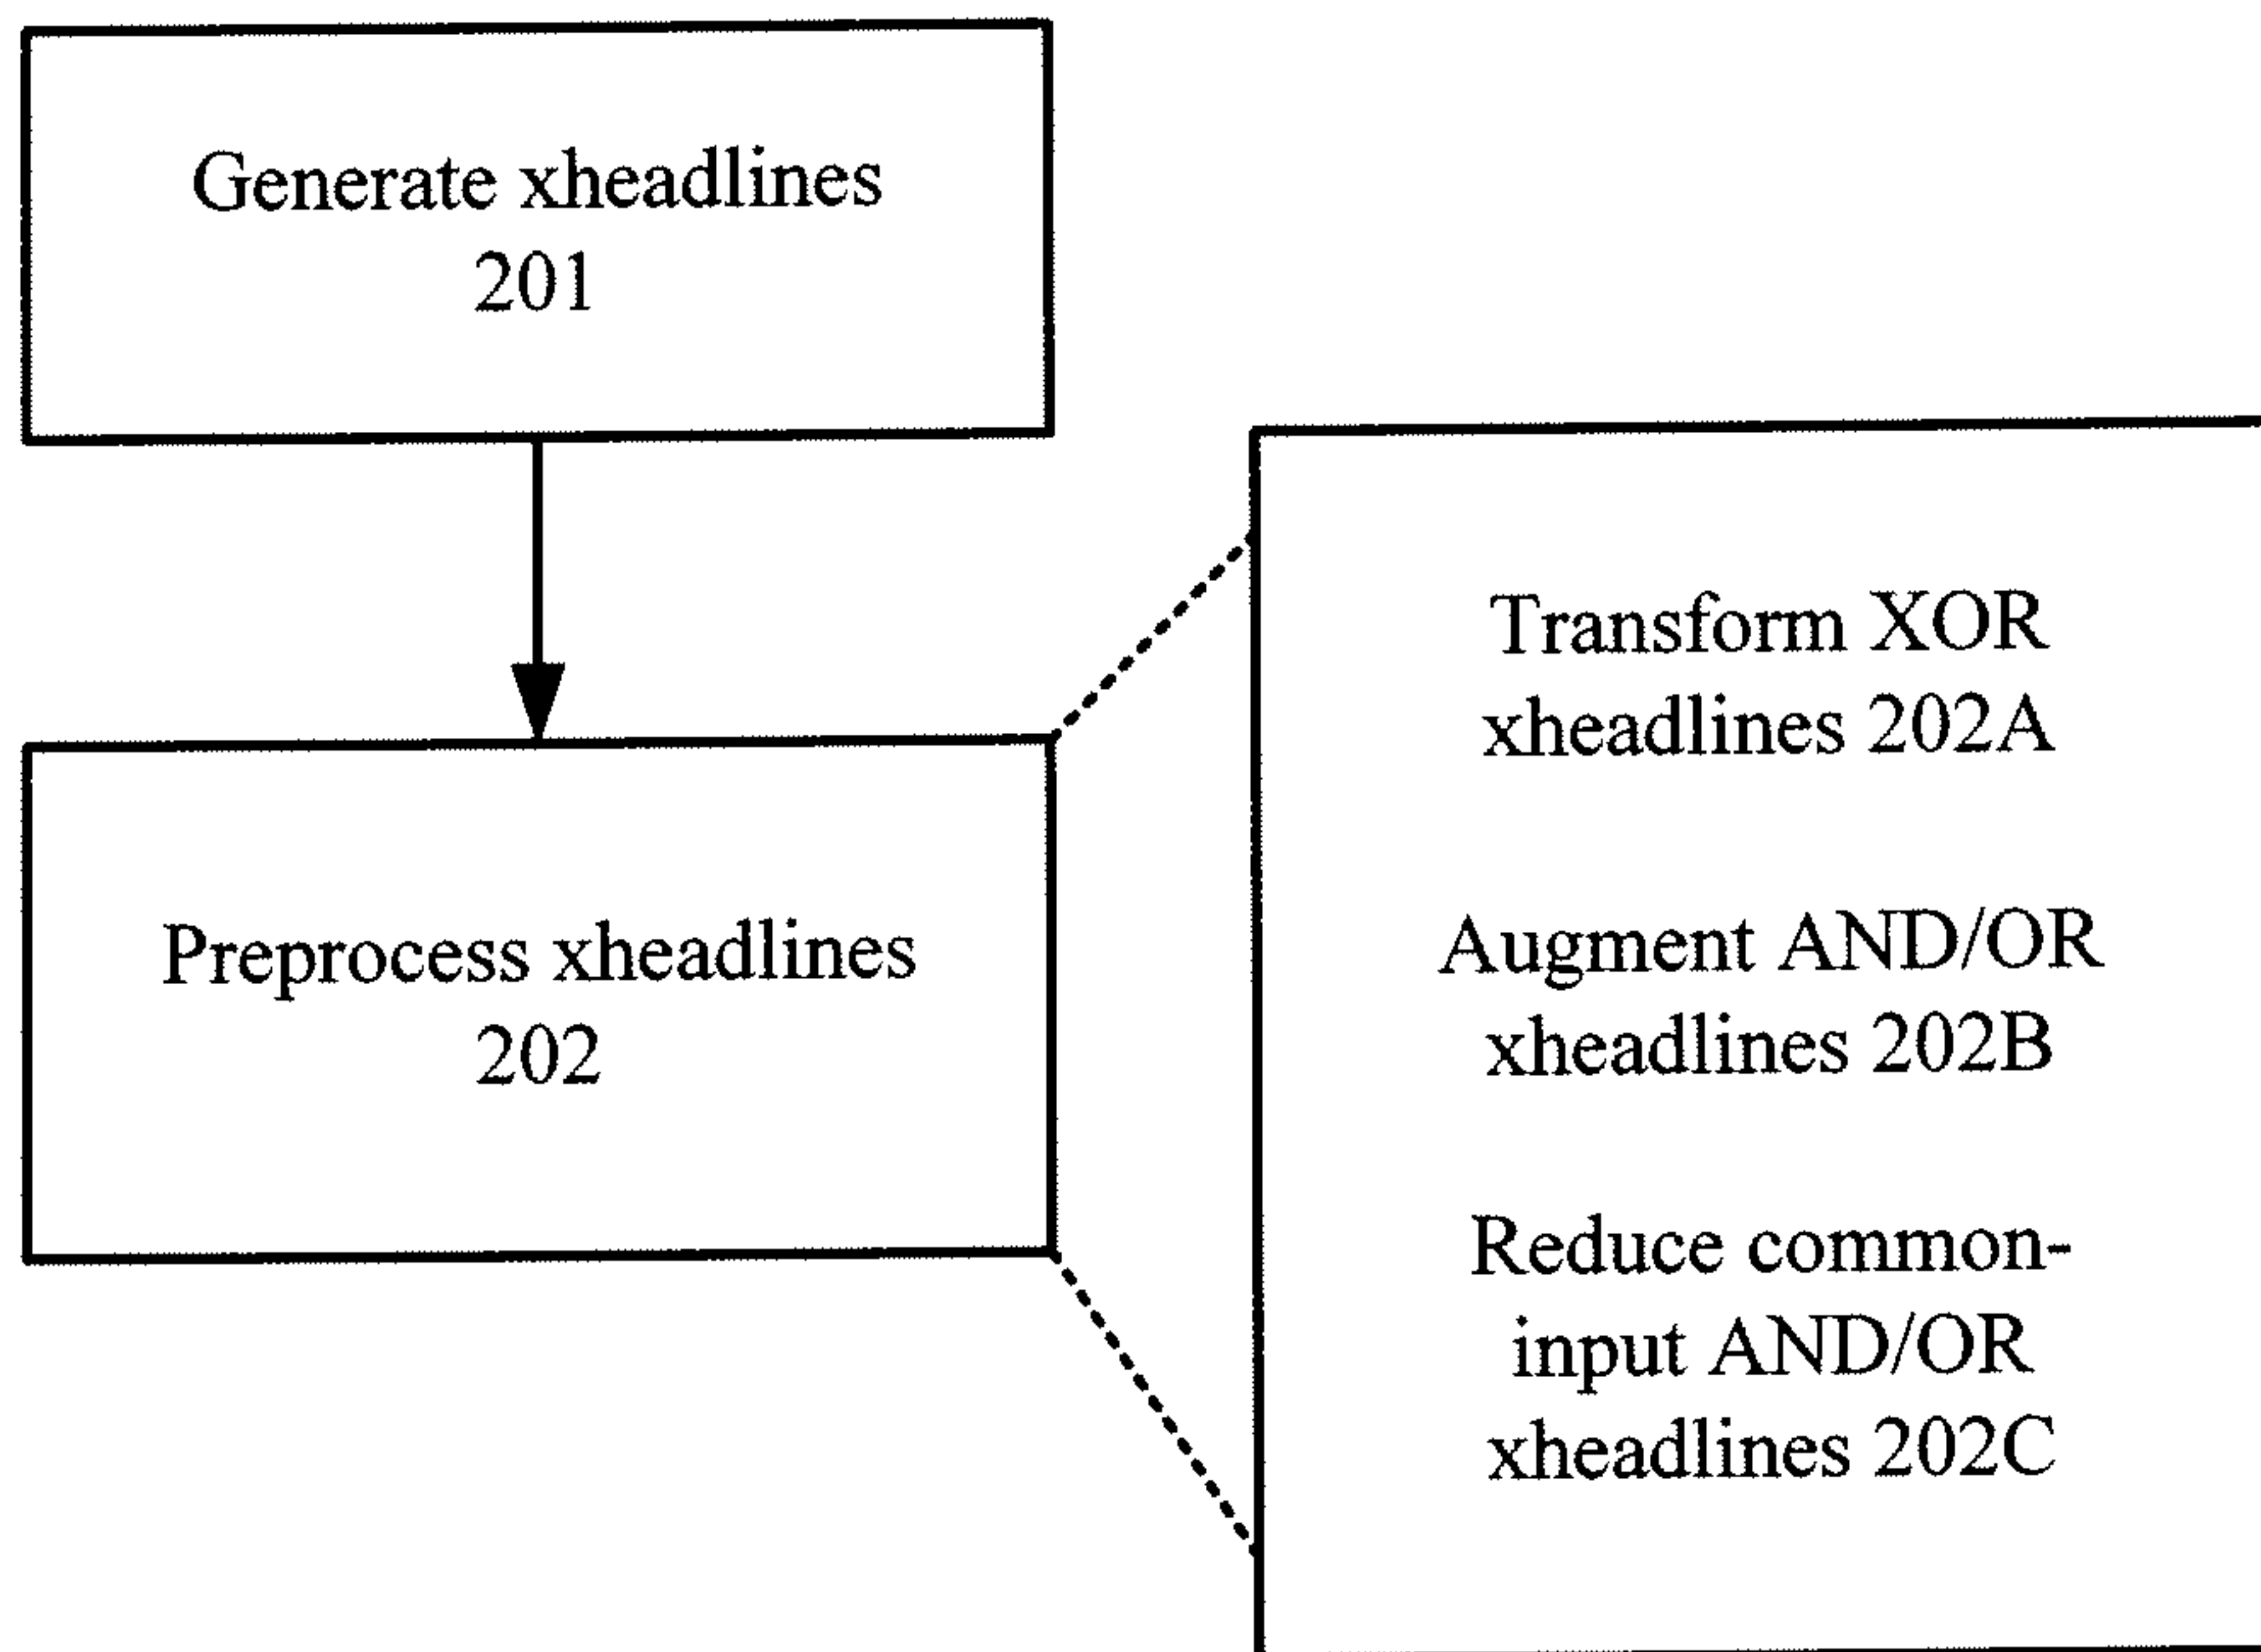 Generate xheadlines
201
Preprocess xheadlines
202
Transform XOR
xheadlines 202A
Augment AND/OR
xheadlines 202B
Reduce common-
input AND/OR
xheadlines 202C